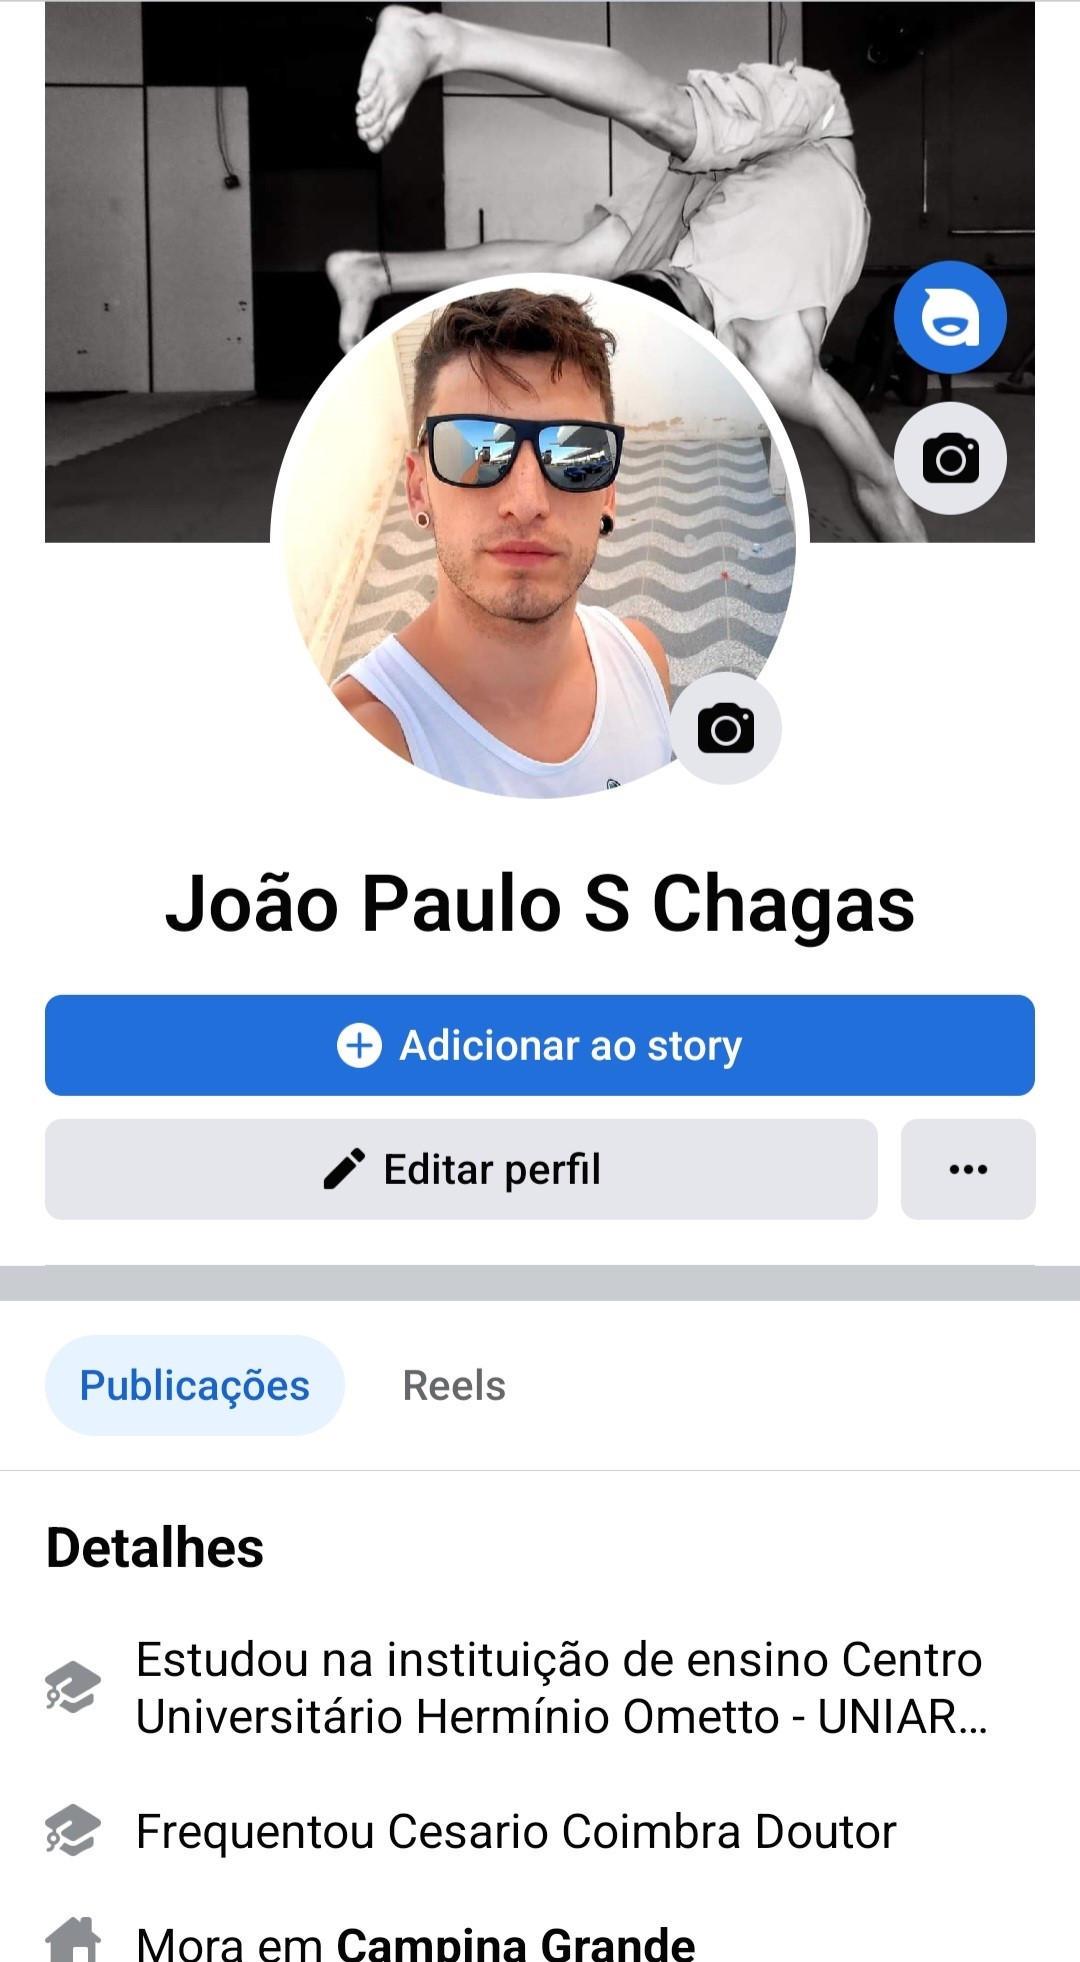 João Paulo S Chagas
Adicionar ao story
Editar perfil
Publicações
Reels
Detalhes
Estudou na instituição de ensino Centro
Universitário Hermínio Ometto - UNIAR...
Frequentou Cesario Coimbra Doutor
Mora em Campina Grande